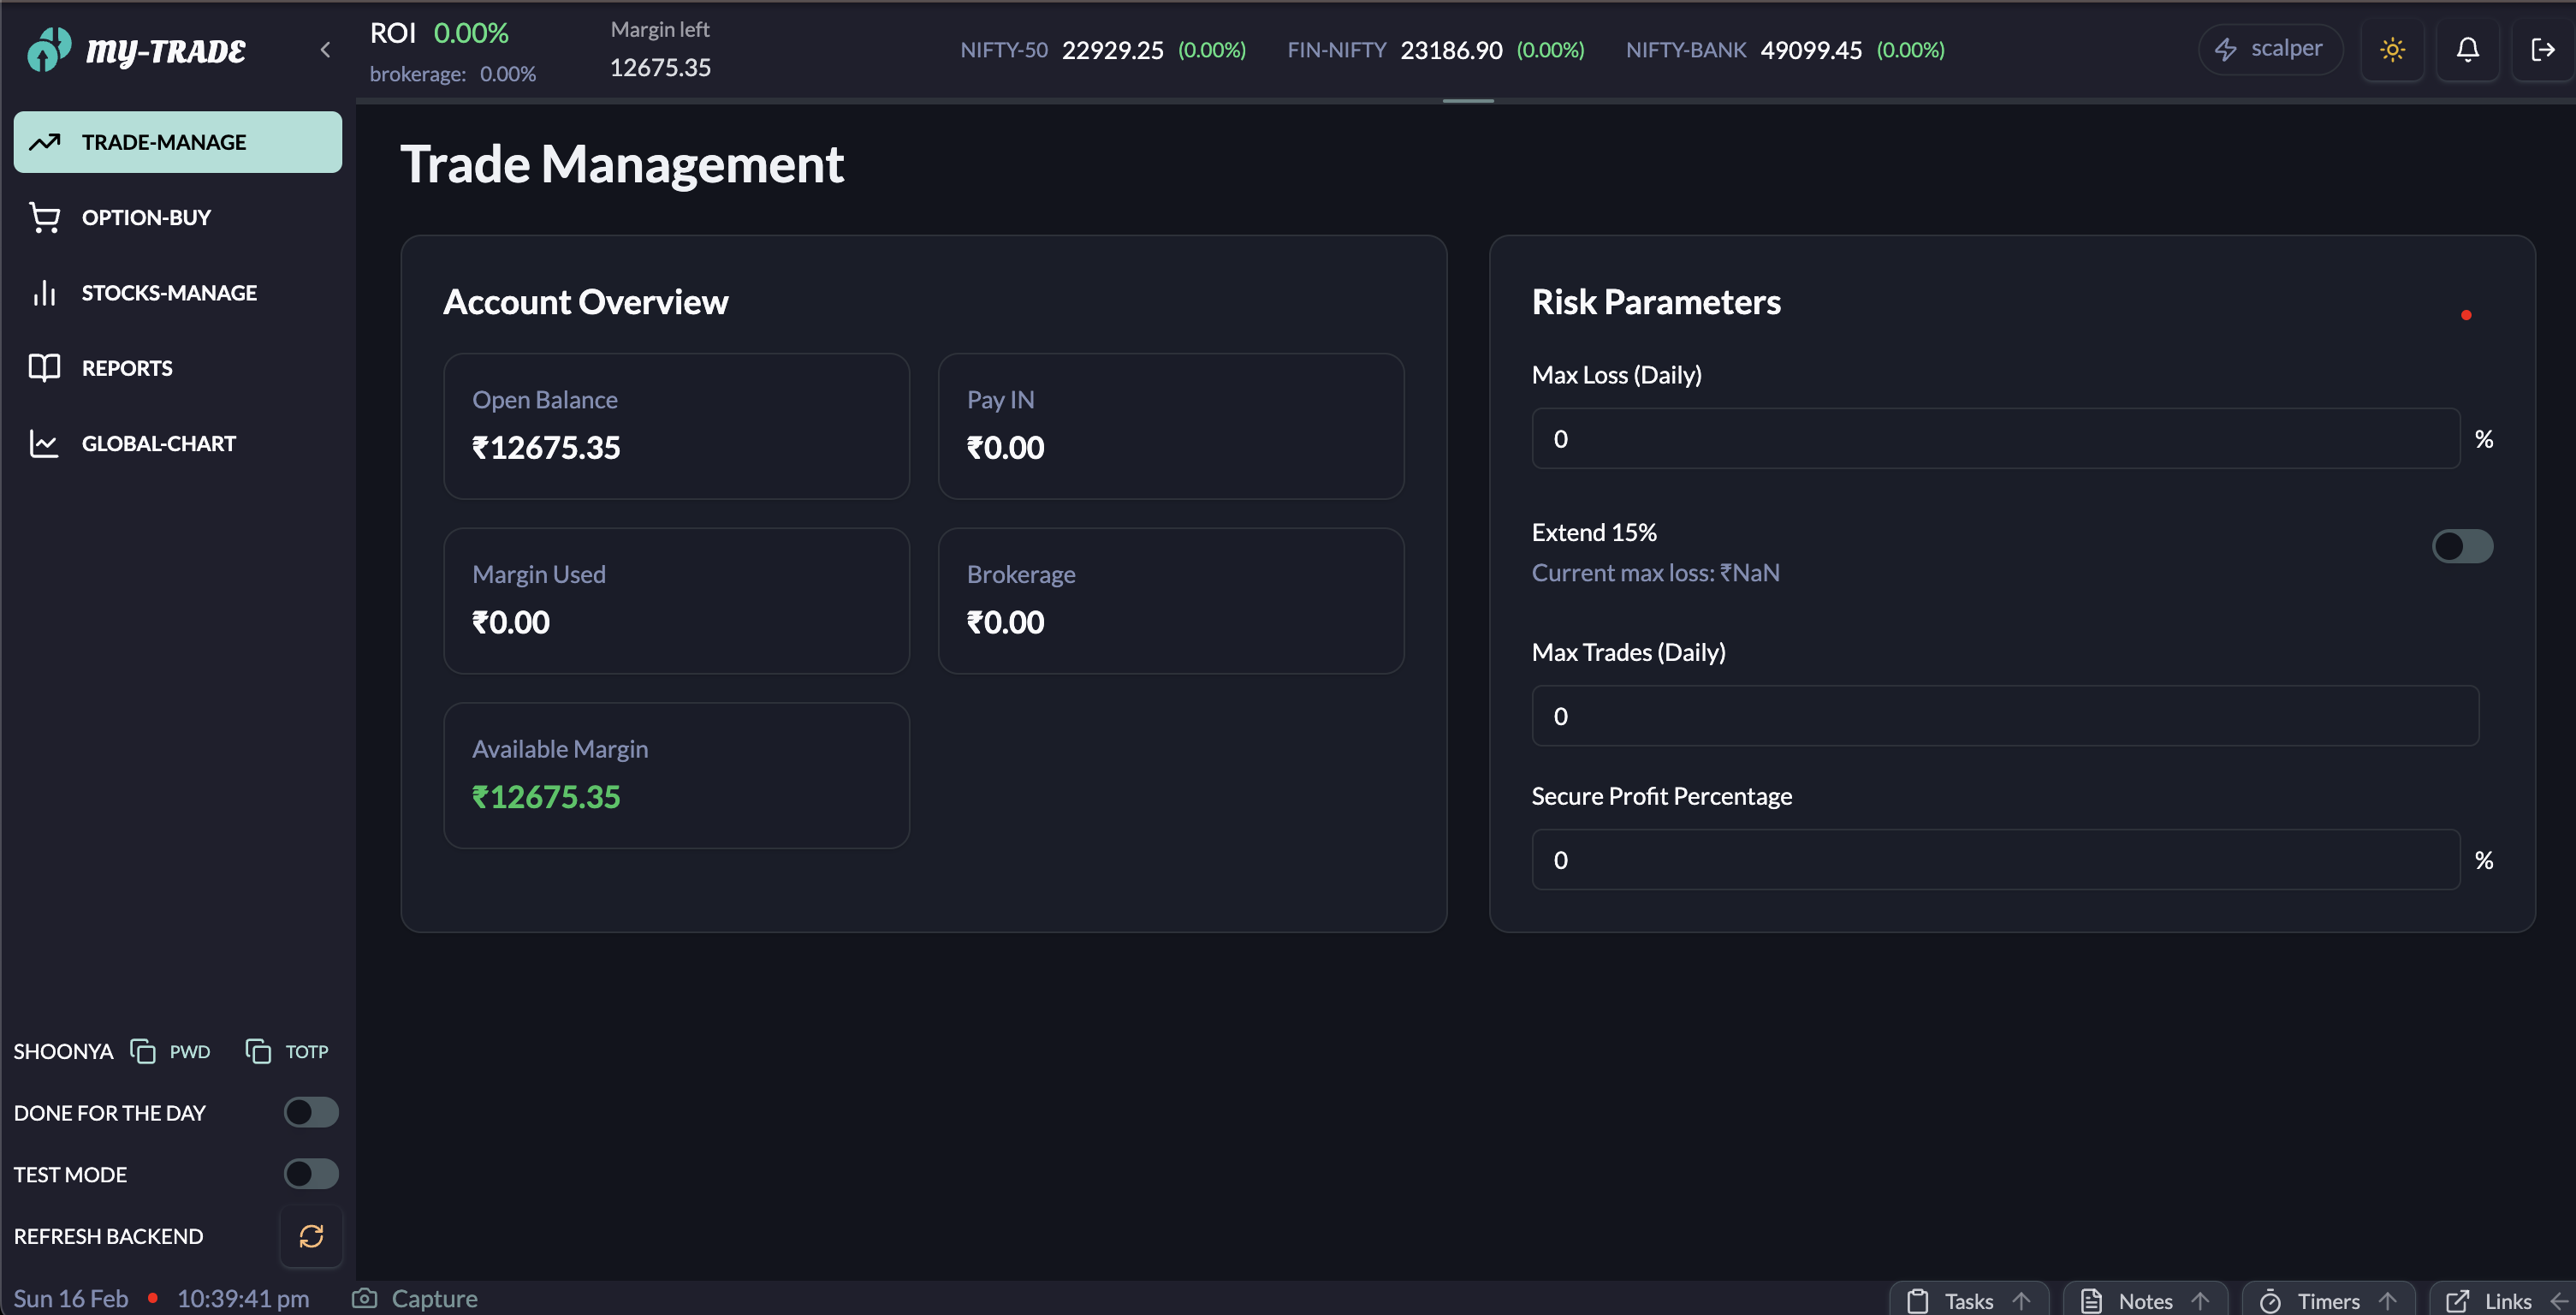 my-TRADE
ROI 0.00%
brokerage: 0.00%
Margin left
12675.35
NIFTY-50 22929.25 (0.00%) FIN-NIFTY 23186.90 (0.00%) NIFTY-BANK 49099.45 (0.00%)
scalper
TRADE-MANAGE
OPTION-BUY
STOCKS-MANAGE
REPORTS
GLOBAL-CHART
Trade Management
Account Overview
Open Balance
₹12675.35
Pay IN
₹0.00
Margin Used
₹0.00
Brokerage
₹0.00
Available Margin
₹12675.35
Risk Parameters
Max Loss (Daily)
0 %
Extend 15%
Current max loss: ₹NaN
Max Trades (Daily)
0
Secure Profit Percentage
0 %
SHOONYA PWD TOTP
DONE FOR THE DAY
TEST MODE
REFRESH BACKEND
Sun 16 Feb 10:39:41 pm Capture
Tasks Notes Timers Links